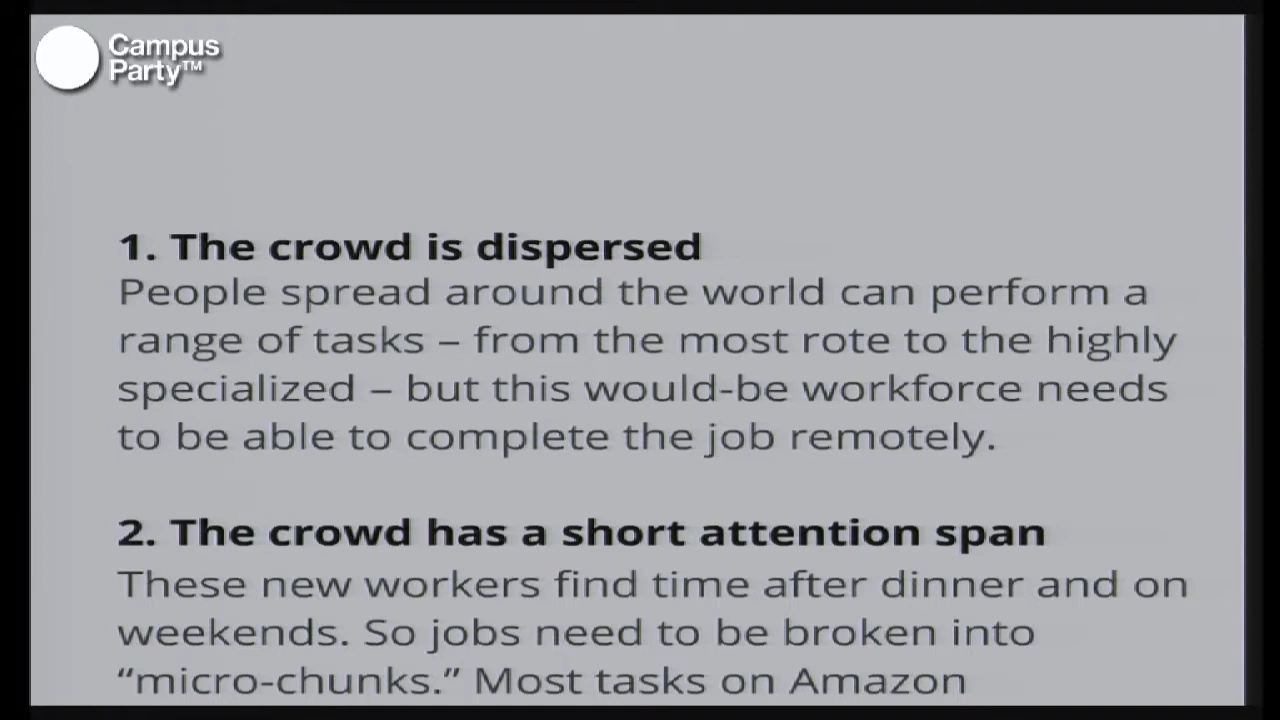 Campus
Party™
1. The crowd is dispersed
People spread around the world can perform a
range of tasks – from the most rote to the highly
specialized – but this would-be workforce needs
to be able to complete the job remotely.
2. The crowd has a short attention span
These new workers find time after dinner and on
weekends. So jobs need to be broken into
“micro-chunks.” Most tasks on Amazon